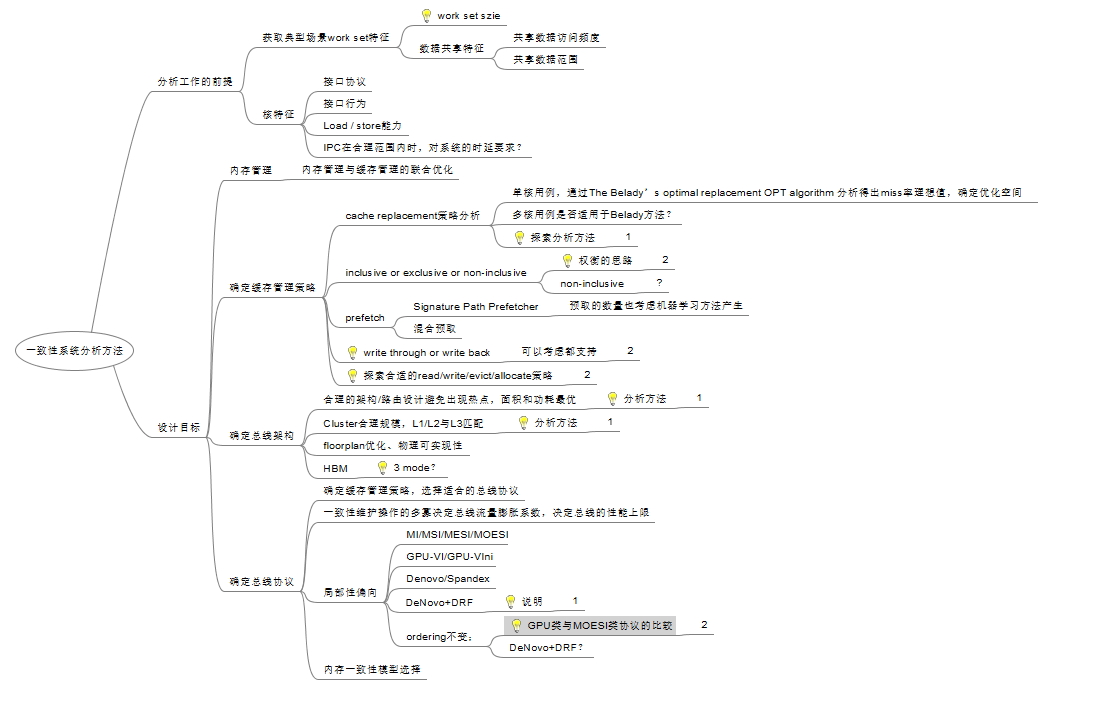 work set szie
获取典型场景work set特征
共享数据访问频度
数据共享特征
共享数据范围
分析工作的前提
接口协议
接口行为
核特征
Load / store能力
IPC在合理范围内时，对系统的时延要求？
内存管理
内存管理与缓存管理的联合优化
单核用例，通过The Belady’s optimal replacement OPT algorithm 分析得出miss率理想值，确定优化空间
cache replacement策略分析
多核用例是否适用于Belady方法？
探索分析方法 1
权衡的思路 2
inclusive or exclusive or non-inclusive
non-inclusive ?
确定缓存管理策略
Signature Path Prefetcher 预取的数量也考虑机器学习方法产生
prefetch
混合预取
write through or write back 可以考虑都支持 2
一致性系统分析方法
探索合适的read/write/evict/allocate策略 2
合理的架构/路由设计避免出现热点，面积和功耗最优 分析方法 1
设计目标
Cluster合理规模，L1/L2与L3匹配 分析方法 1
确定总线架构
floorplan优化、物理可实现性
HBM 3 mode?
确定缓存管理策略，选择适合的总线协议
一致性维护操作的多寡决定总线流量膨胀系数，决定总线的性能上限
MI/MSI/MESI/MOESI
GPU-VI/GPU-VIni
确定总线协议
Denovo/Spandex
局部性偏向
DeNovo+DRF 说明 1
GPU类与MOESI类协议的比较 2
ordering不变；
DeNovo+DRF?
内存一致性模型选择